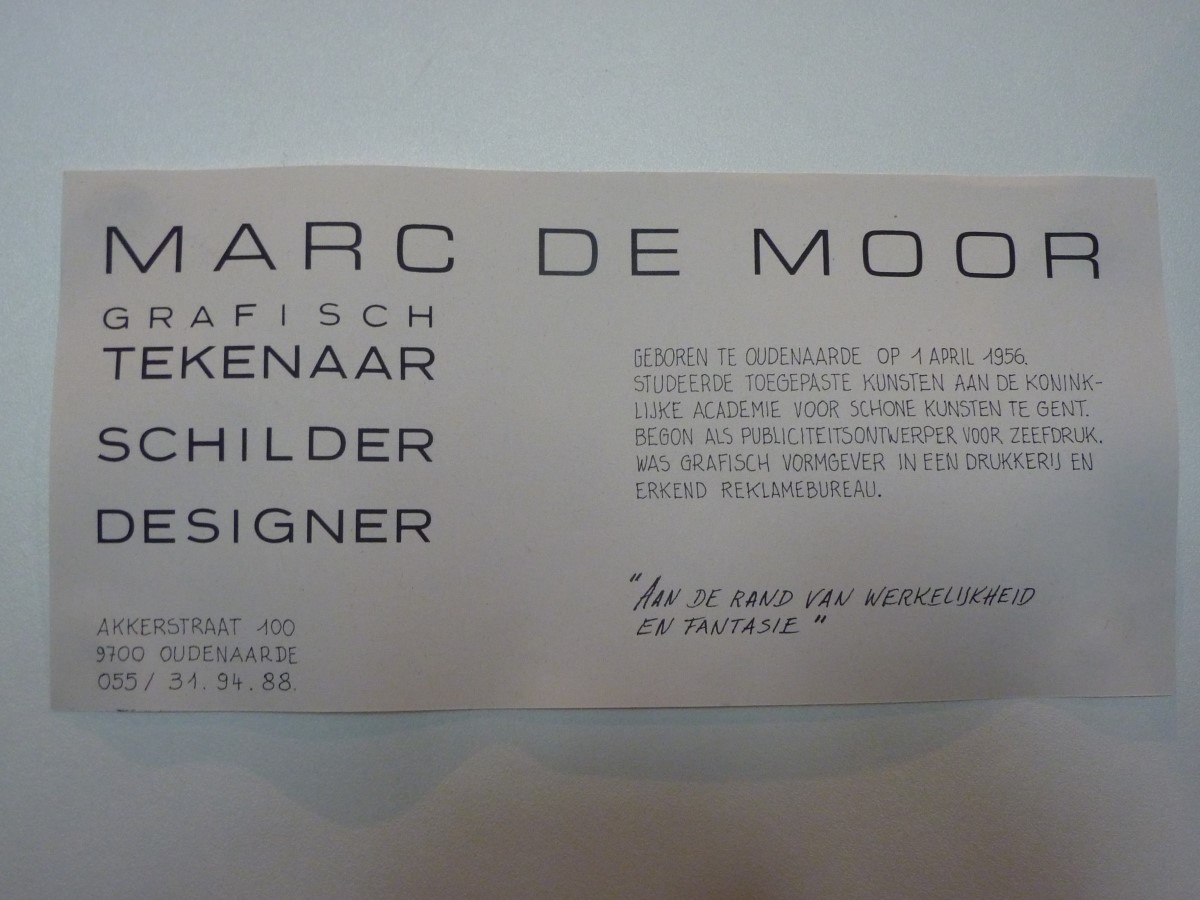 MARC DE MOOR
GRAFISCH
TEKENAAR
SCHILDER
DESIGNER
AKKERSTRAAT 100
9700 OUDENAARDE
055 / 31.94.88.
GEBOREN TE OUDENAARDE OP 1 APRIL 1956.
STUDEERDE TOEGEPASTE KUNSTEN AAN DE KONINK-
LIJKE ACADEMIE VOOR SCHONE KUNSTEN TE GENT.
BEGON ALS PUBLICITEITSONTWERPER VOOR ZEEFDRUK.
WAS GRAFISCH VORMGEVER IN EEN DRUKKERIJ EN
ERKEND REKLAMEBUREAU.
"AAN DE RAND VAN WERKELIJKHEID
EN FANTASIE"